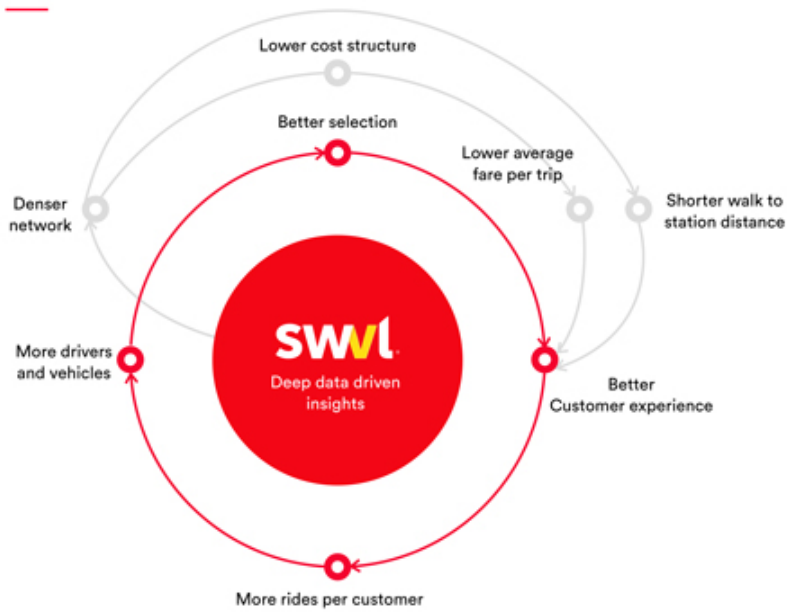 Lower cost structure
Better selection
Lower average
fare per trip
Denser
network
Shorter walk to
station distance
swvl
Deep data driven
insights
More drivers
and vehicles
Better
Customer experience
More rides per customer